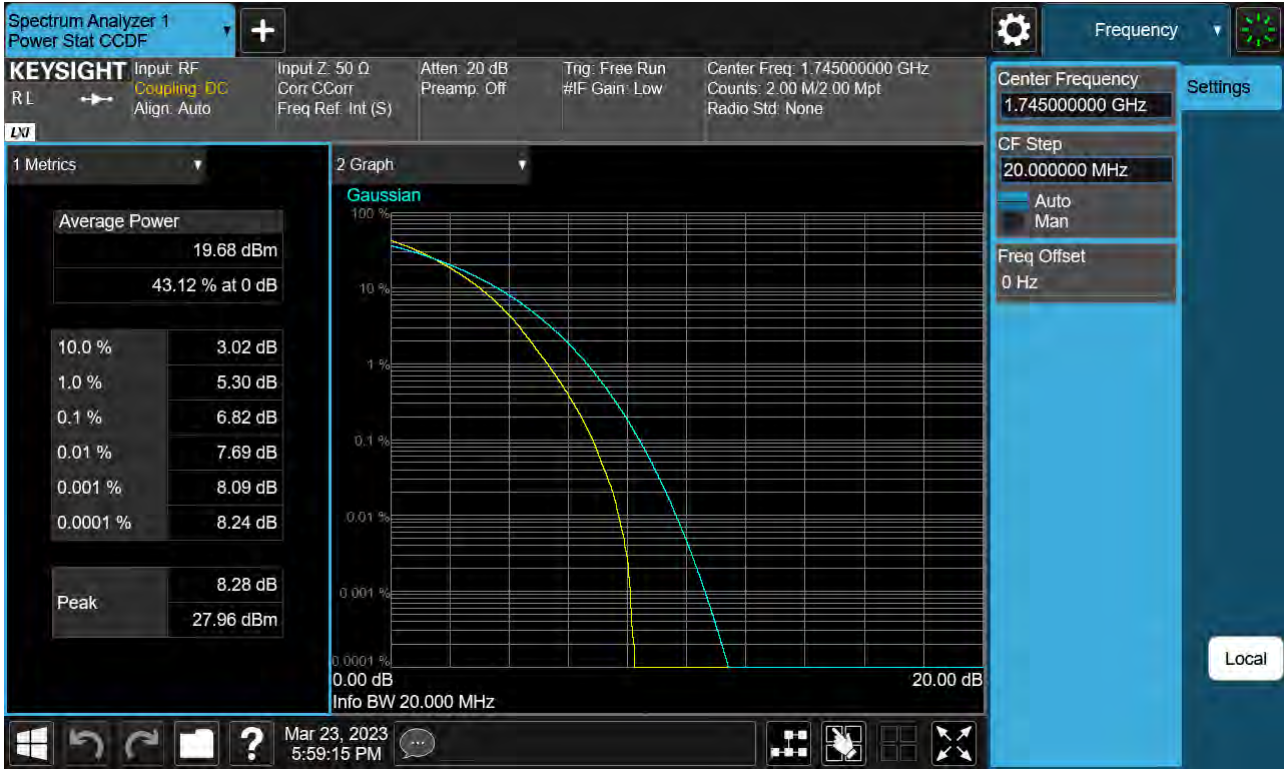 Spectrum Analyzer 1
Power Stat CCDF
+
Frequency
KEYSIGHT
RL
LXI
Input: RF
Coupling: DC
Align: Auto
Input Z: 50 Ω
Corr CCorr
Freq Ref: Int (S)
Atten: 20 dB
Preamp: Off
Trig: Free Run
#IF Gain: Low
Center Freq: 1.745000000 GHz
Counts: 2.00 M/2.00 Mpt
Radio Std: None
Center Frequency
1.745000000 GHz
Settings
CF Step
20.000000 MHz
Auto
Man
Freq Offset
0 Hz
Local
1 Metrics
Average Power
19.68 dBm
43.12 % at 0 dB
10.0 % 3.02 dB
1.0 % 5.30 dB
0.1 % 6.82 dB
0.01 % 7.69 dB
0.001 % 8.09 dB
0.0001 % 8.24 dB
Peak
8.28 dB
27.96 dBm
2 Graph
Gaussian
100 %
10 %
1 %
0.1 %
0.01 %
0.001 %
0.0001 %
0.00 dB 20.00 dB
Info BW 20.000 MHz
?
Mar 23, 2023
5:59:15 PM